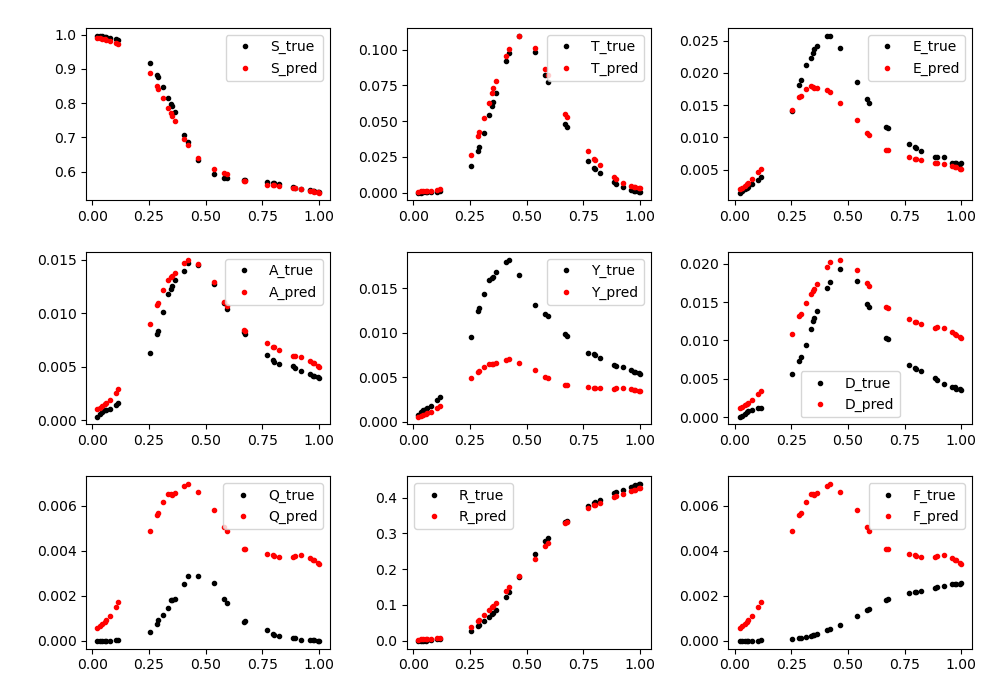 S_true
S_pred
1.0
0.9
0.8
0.7
0.6
0.00 0.25 0.50 0.75 1.00
T_true
T_pred
0.100
0.075
0.050
0.025
0.000
0.00 0.25 0.50 0.75 1.00
E_true
E_pred
0.025
0.020
0.015
0.010
0.005
0.00 0.25 0.50 0.75 1.00
A_true
A_pred
0.015
0.010
0.005
0.000
0.00 0.25 0.50 0.75 1.00
Y_true
Y_pred
0.015
0.010
0.005
0.000
0.00 0.25 0.50 0.75 1.00
0.020
0.015
0.010
0.005
0.000
D_true
D_pred
0.00 0.25 0.50 0.75 1.00
Q_true
Q_pred
0.006
0.004
0.002
0.000
0.00 0.25 0.50 0.75 1.00
R_true
R_pred
0.4
0.3
0.2
0.1
0.0
0.00 0.25 0.50 0.75 1.00
F_true
F_pred
0.006
0.004
0.002
0.000
0.00 0.25 0.50 0.75 1.00